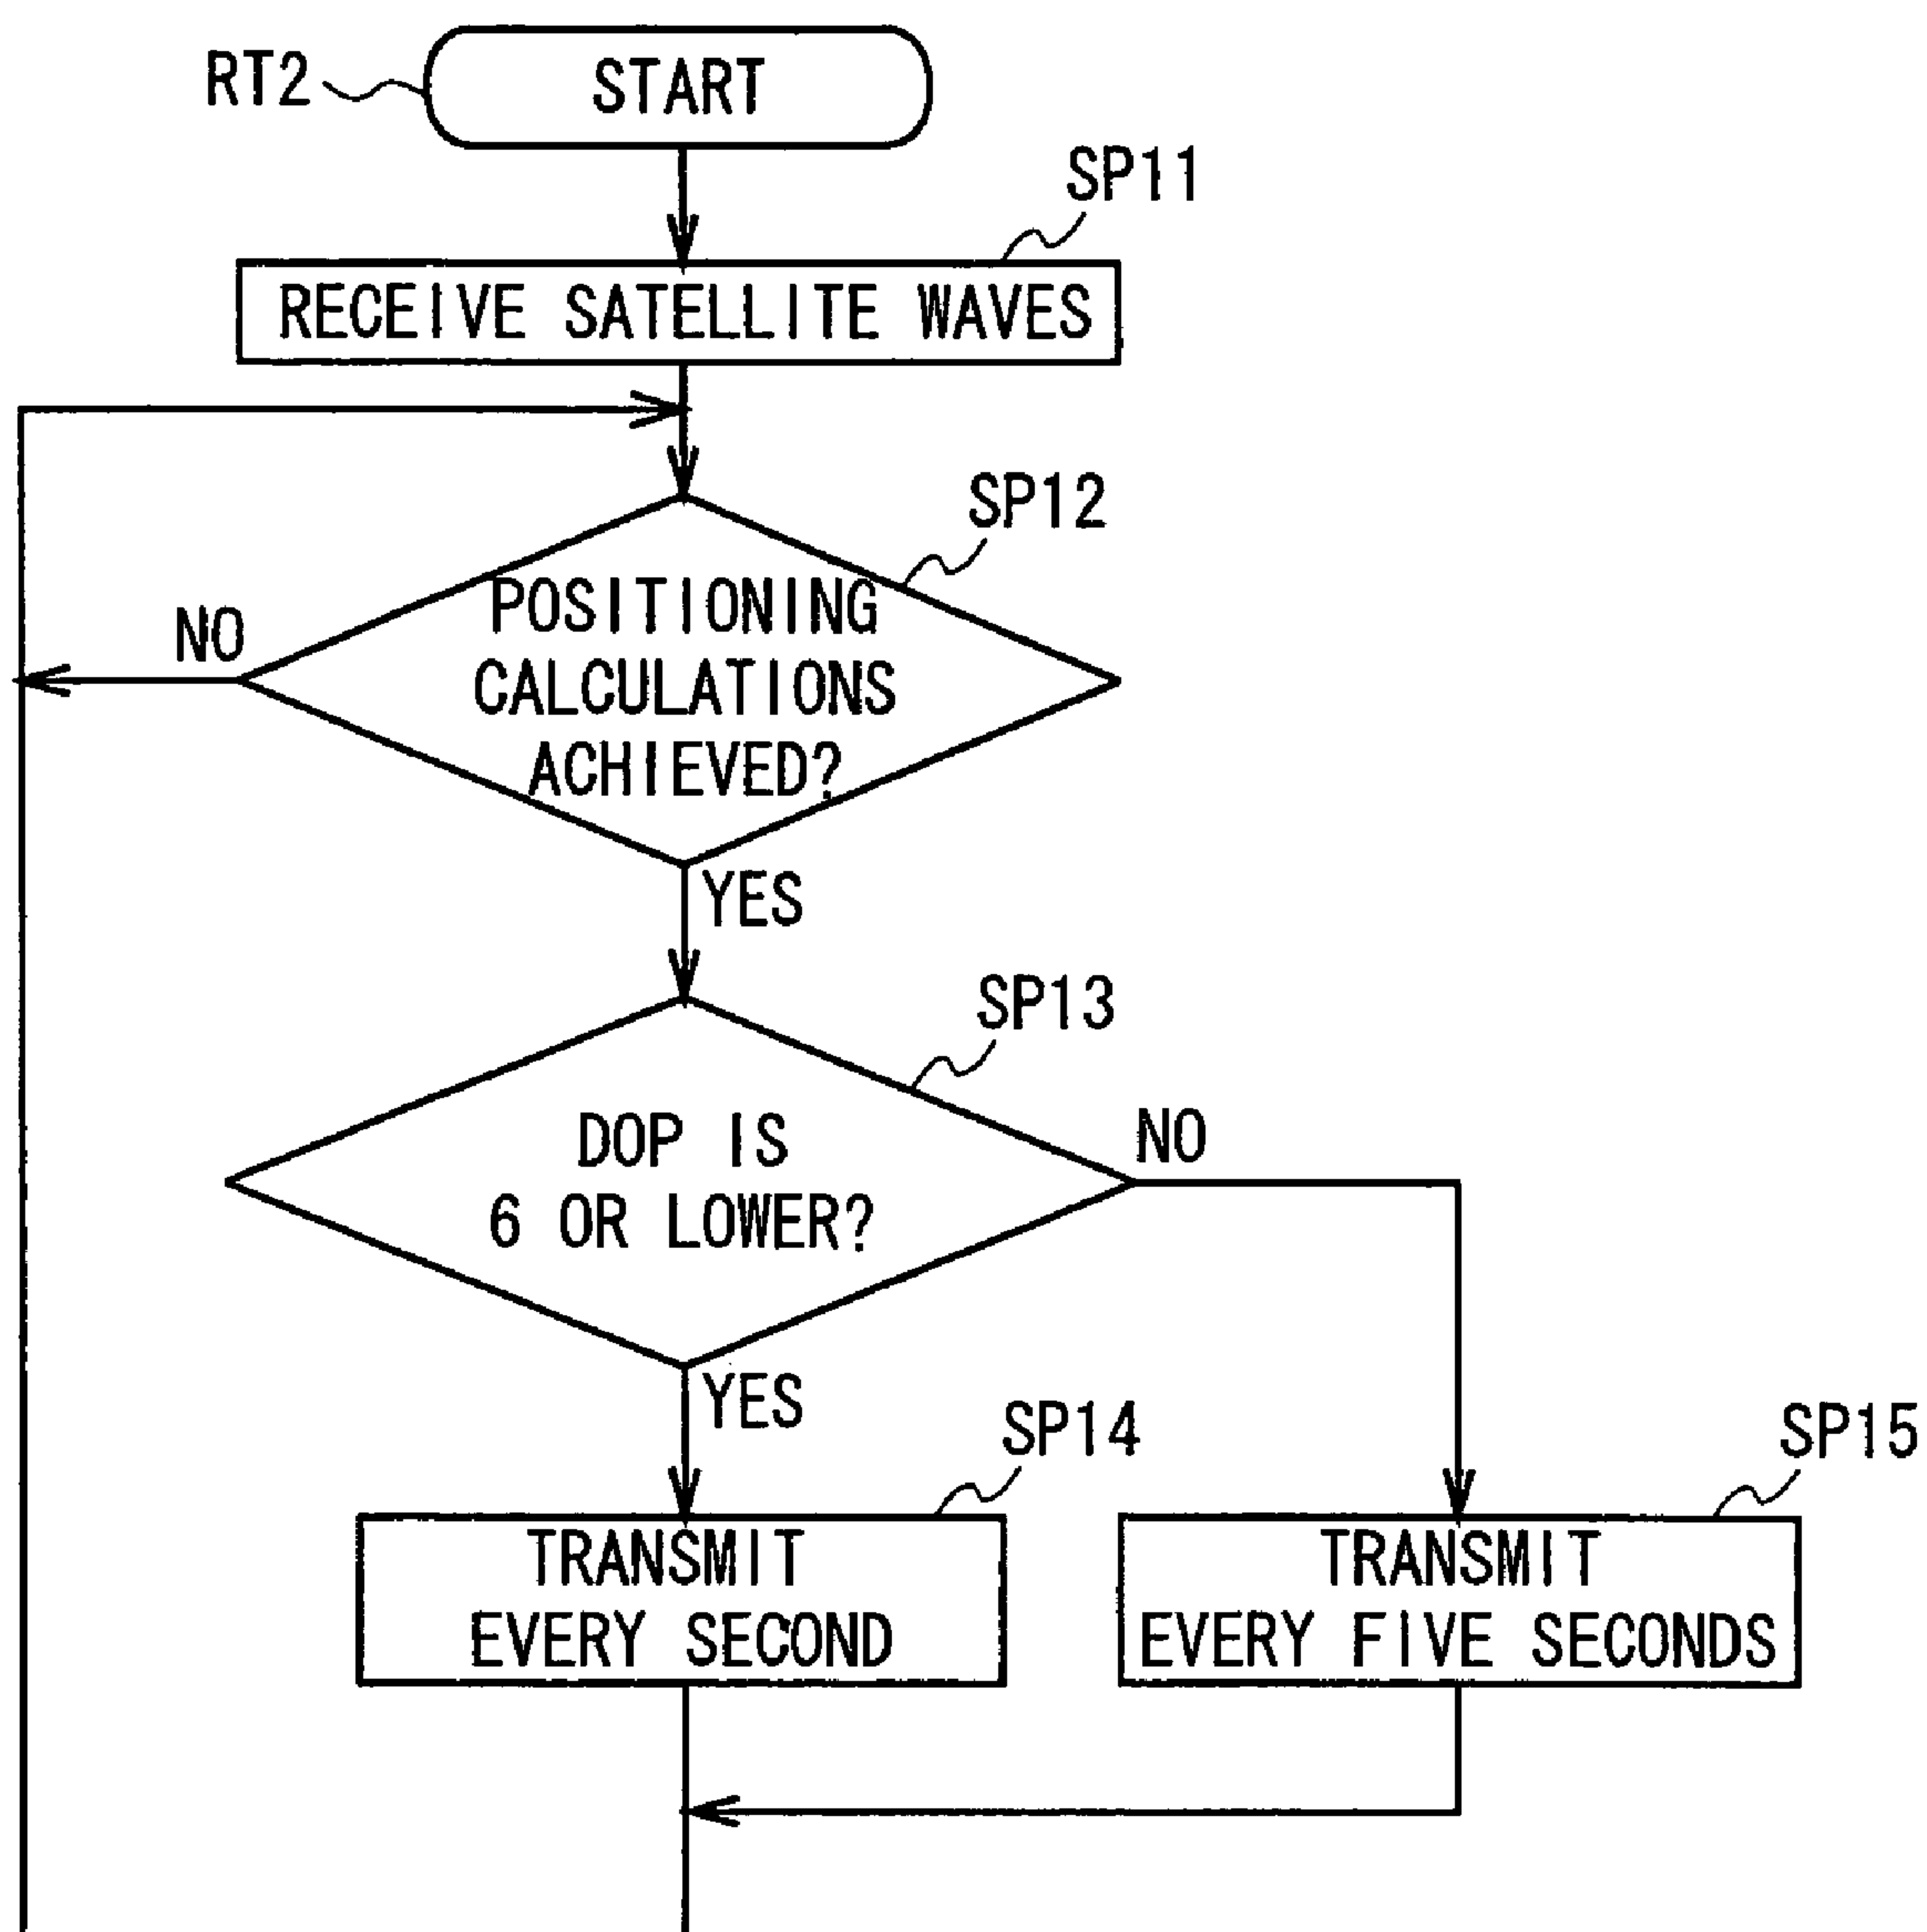 RT2
START
SP11
RECEIVE SATELLITE WAVES
SP12
POSITIONING
CALCULATIONS
ACHIEVED?
NO
YES
SP13
DOP IS
6 OR LOWER?
NO
YES
SP14
TRANSMIT
EVERY SECOND
SP15
TRANSMIT
EVERY FIVE SECONDS